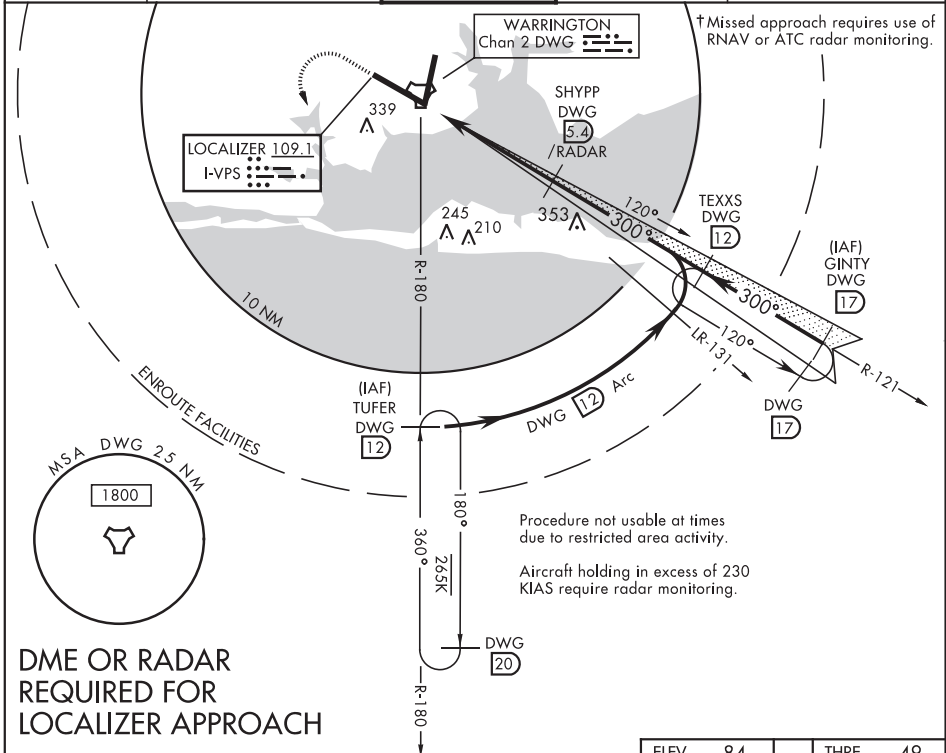 WARRINGTON
Chan 2 DWG
†Missed approach requires use of
RNAV or ATC radar monitoring.
SHYPP
DWG
5.4
/RADAR
339
LOCALIZER 109.1
I-VPS
TEXXS
DWG
12
120°
300°
(IAF)
GINTY
DWG
17
245
210
353
R-180
10 NM
300°
120°
LR-131
R-121
ENROUTE FACILITIES
(IAF)
TUFER
DWG
12
DWG 12 Arc
DWG
17
MSA DWG 25 NM
1800
180°
360°
265K
Procedure not usable at times
due to restricted area activity.
Aircraft holding in excess of 230
KIAS require radar monitoring.
DWG
20
R-180
DME OR RADAR
REQUIRED FOR
LOCALIZER APPROACH
ELEV 84
THRE 49